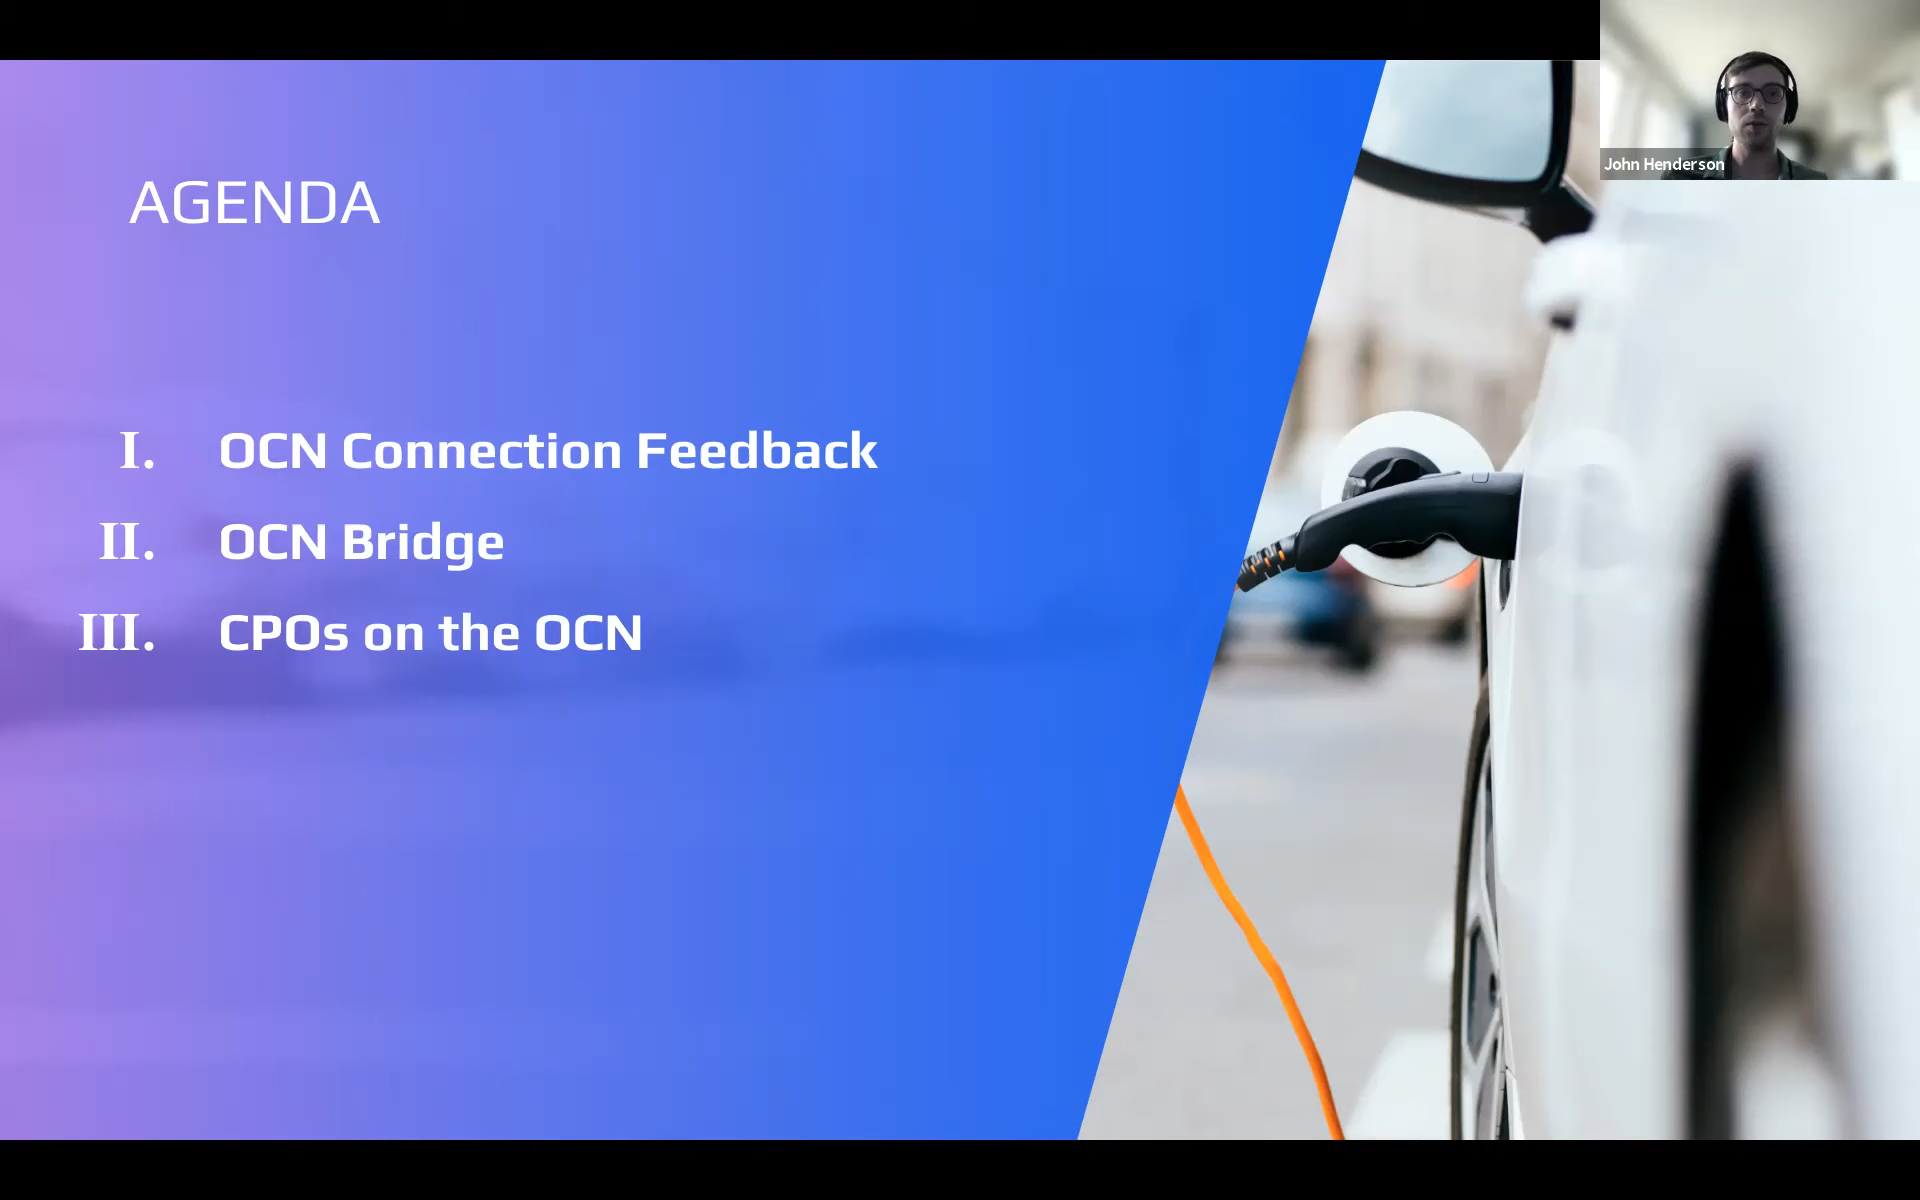 AGENDA
I. OCN Connection Feedback
II. OCN Bridge
III. CPOs on the OCN
John Henderson